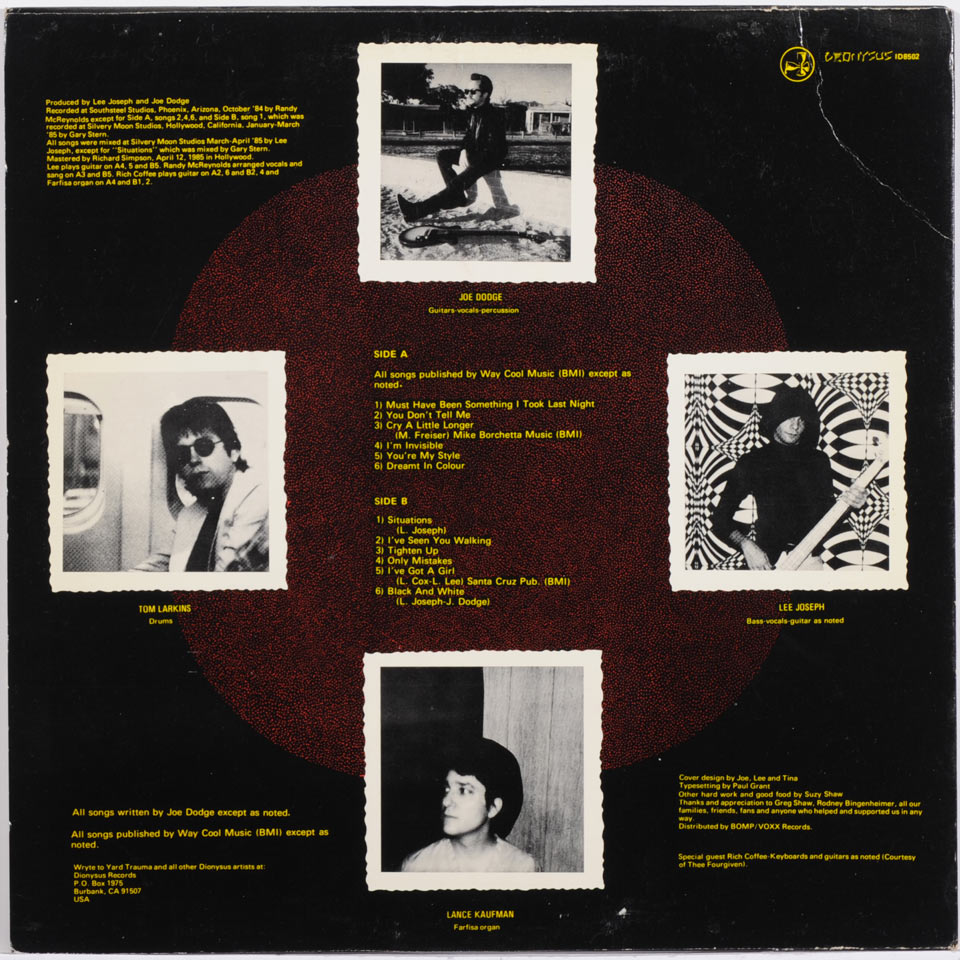 DIONYSUS ID8502
Produced by Lee Joseph and Joe Dodge
Recorded at Southsteel Studios, Phoenix, Arizona, October '84 by Randy
McReynolds except for Side A, songs 2,4,6, and Side B, song 1, which was
recorded at Silvery Moon Studios, Hollywood, California, January-March
'85 by Gary Stern.
All songs were mixed at Silvery Moon Studios March-April '85 by Lee
Joseph, except for ''Situations'' which was mixed by Gary Stern.
Mastered by Richard Simpson, April 12, 1985 in Hollywood.
Lee plays guitar on A4, 5 and B5. Randy McReynolds arranged vocals and
sang on A3 and B5. Rich Coffee plays guitar on A2, 6 and B2, 4 and
Farfisa organ on A4 and B1, 2.
JOE DODGE
Guitars-vocals-percussion
SIDE A
All songs published by Way Cool Music (BMI) except as
noted.
1) Must Have Been Something I Took Last Night
2) You Don't Tell Me
3) Cry A Little Longer
(M. Freiser) Mike Borchetta Music (BMI)
4) I'm Invisible
5) You're My Style
6) Dreamt In Colour
SIDE B
1) Situations
(L. Joseph)
2) I've Seen You Walking
3) Tighten Up
4) Only Mistakes
5) I've Got A Girl
(L. Cox-L. Lee) Santa Cruz Pub. (BMI)
6) Black And White
(L. Joseph-J. Dodge)
TOM LARKINS
Drums
LEE JOSEPH
Bass-vocals-guitar as noted
All songs written by Joe Dodge except as noted.
All songs published by Way Cool Music (BMI) except as
noted.
Wryte to Yard Trauma and all other Dionysus artists at:
Dionysus Records
P.O. Box 1975
Burbank, CA 91507
USA
LANCE KAUFMAN
Farfisa organ
Cover design by Joe, Lee and Tina
Typesetting by Paul Grant
Other hard work and good food by Suzy Shaw
Thanks and appreciation to Greg Shaw, Rodney Bingenheimer, all our
families, friends, fans and anyone who helped and supported us in any
way.
Distributed by BOMP/VOXX Records.
Special guest Rich Coffee-Keyboards and guitars as noted (Courtesy
of Thee Fourgiven).